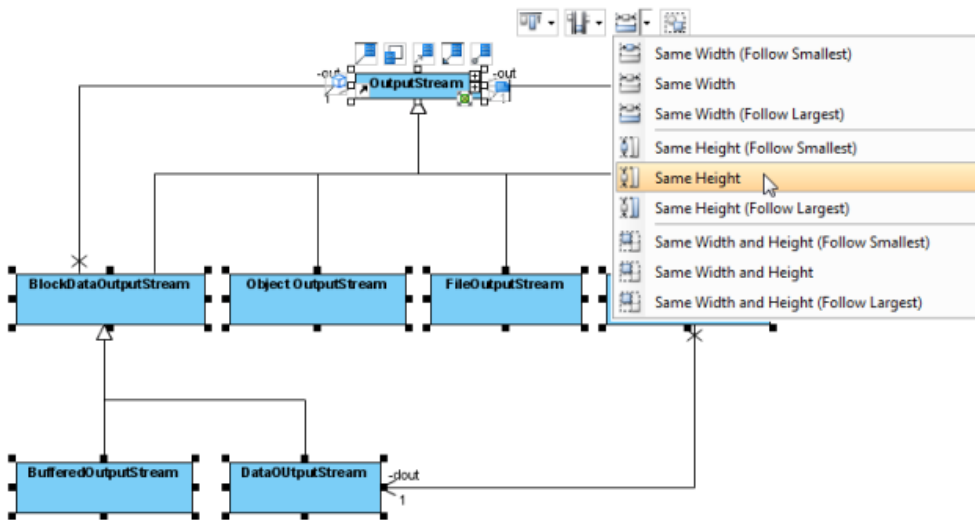 Same Width (Follow Smallest)
-out
-out
OutputStream
Same Width
1
1
Same Width (Follow Largest)
Same Height (Follow Smallest)
Same Height
Same Height (Follow Largest)
Same Width and Height (Follow Smallest)
Same Width and Height
Same Width and Height (Follow Largest)
BlockDataOutputStream
Object OutputStream
FileOutputStream
BufferedOutputStream
DataOUtputStream
-dout
1